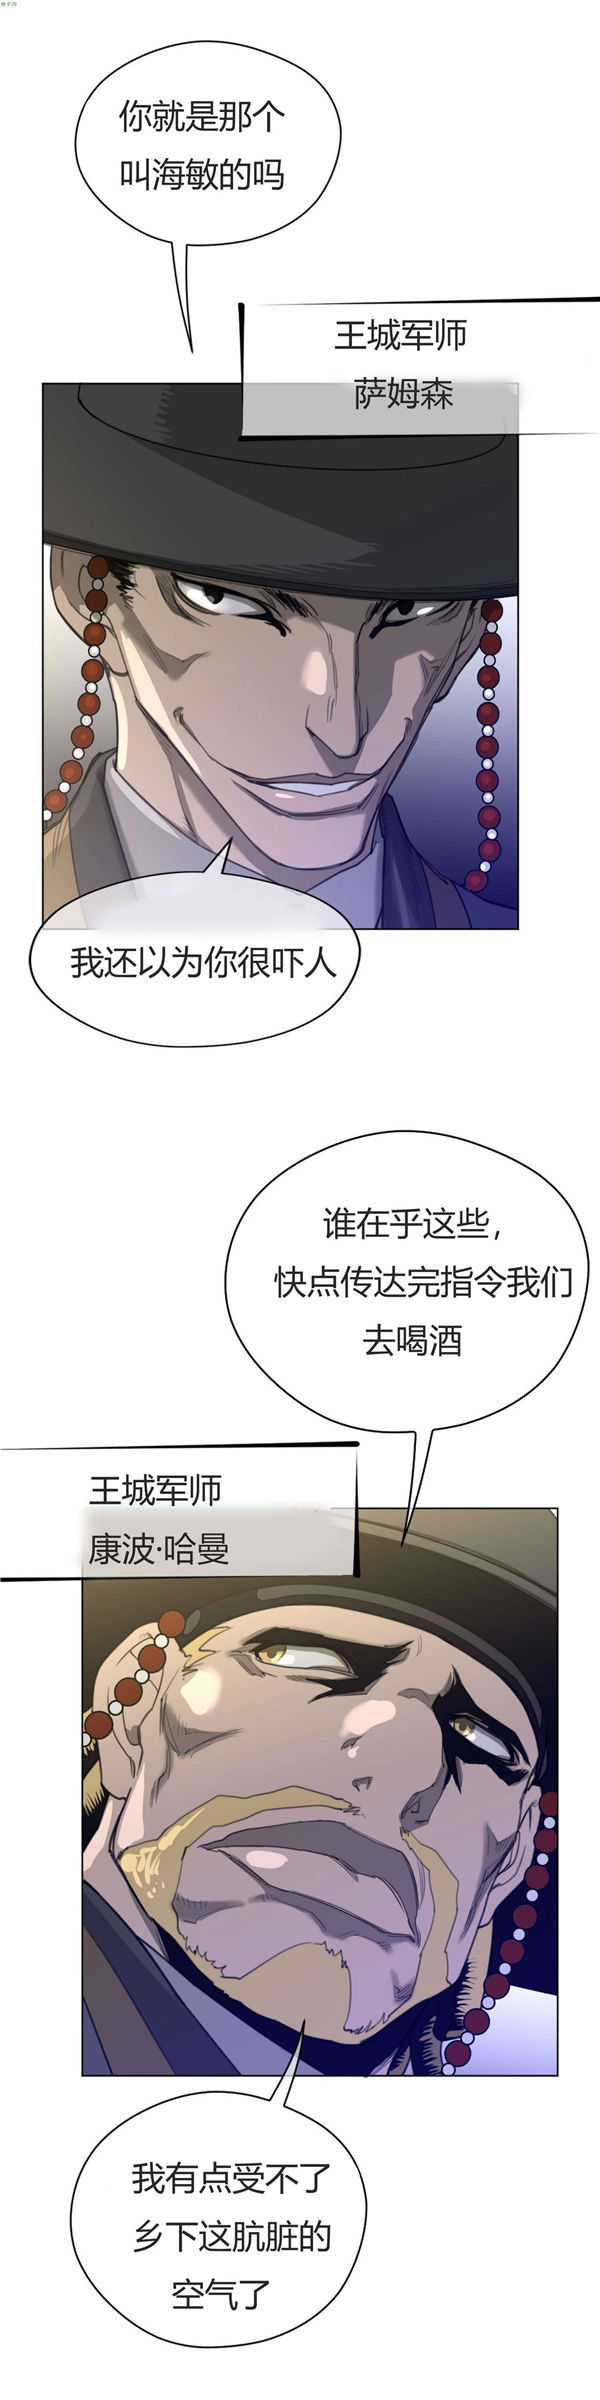 你就是那个
叫海敏的吗
王城军师
萨姆森
我还以为你很吓人
谁在乎这些，
快点传达完指令我们
去喝酒
王城军师
康波·哈曼
我有点受不了
乡下这肮脏的
空气了